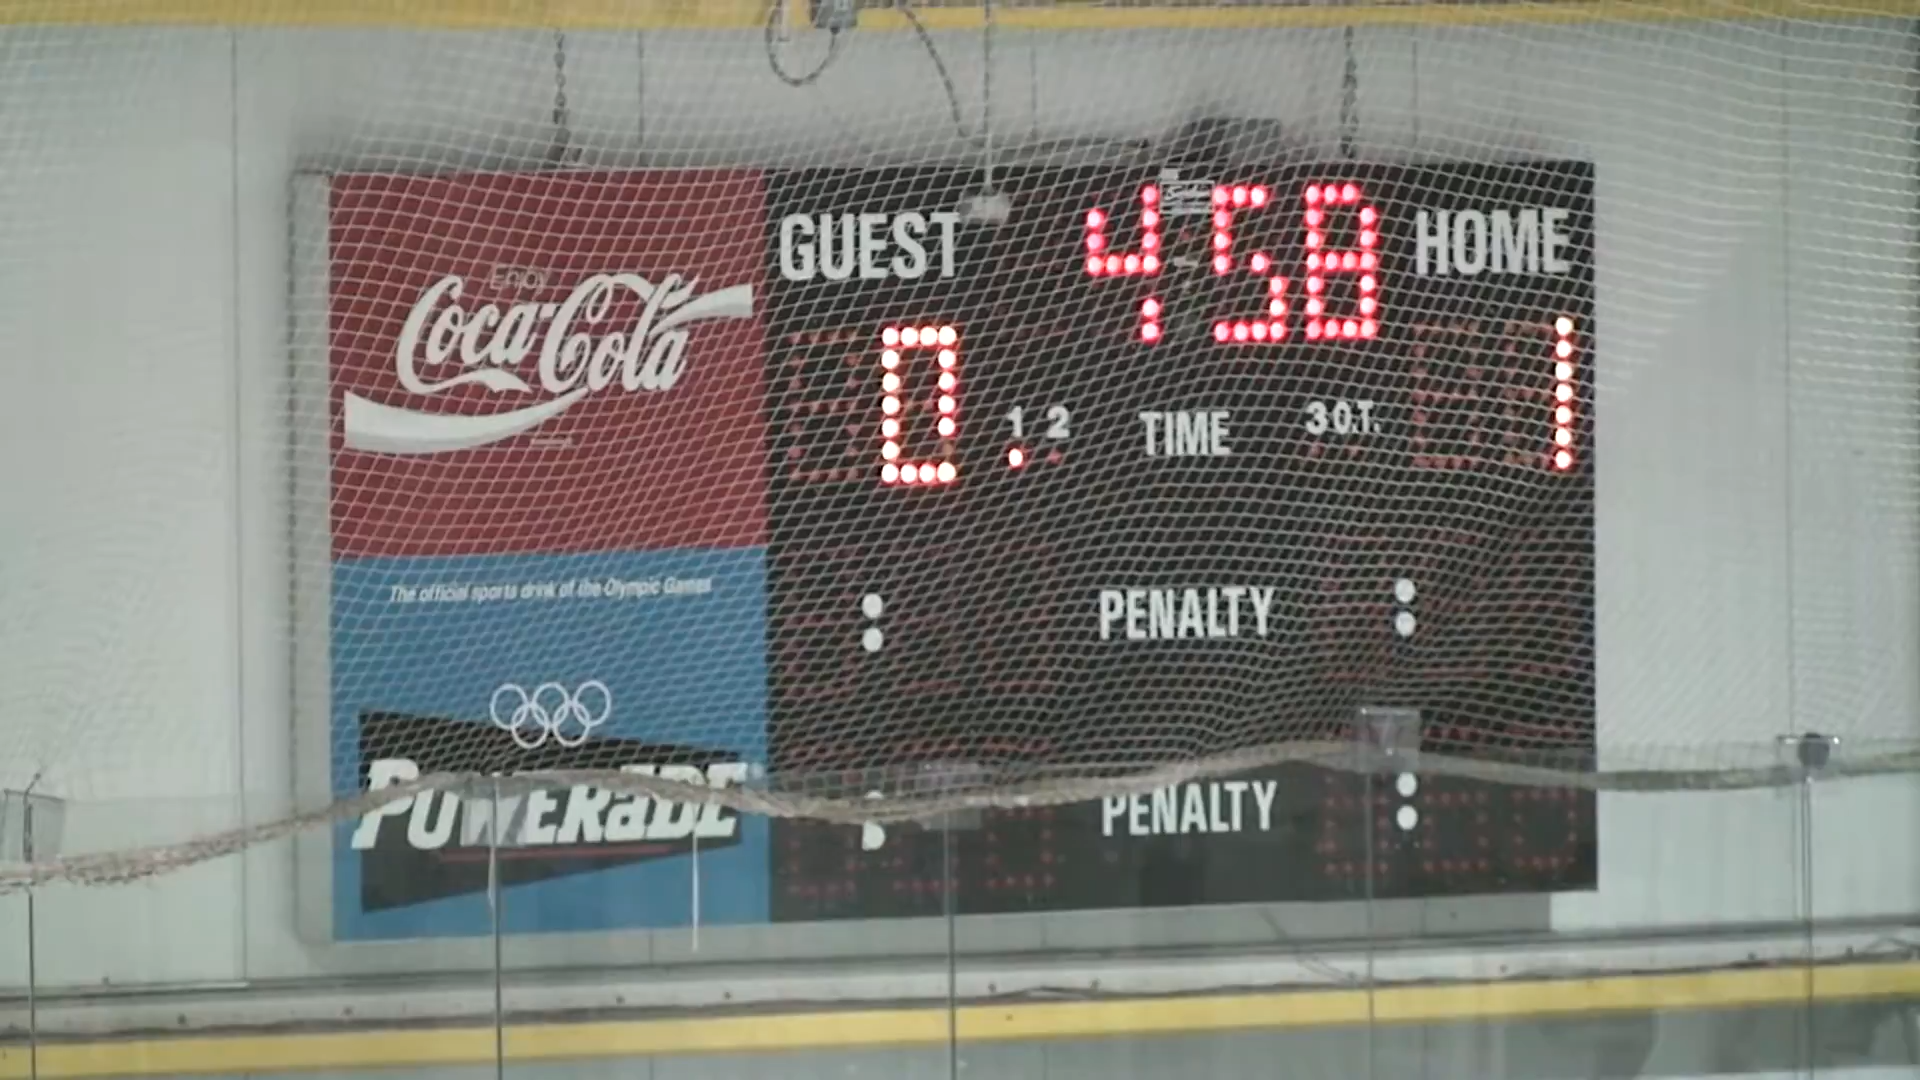 Enjoy
Coca-Cola
The official sports drink of the Olympic Games
POWERaDE
GUEST
4 58
HOME
0
1 2
TIME
3 O.T.
1
PENALTY
PENALTY